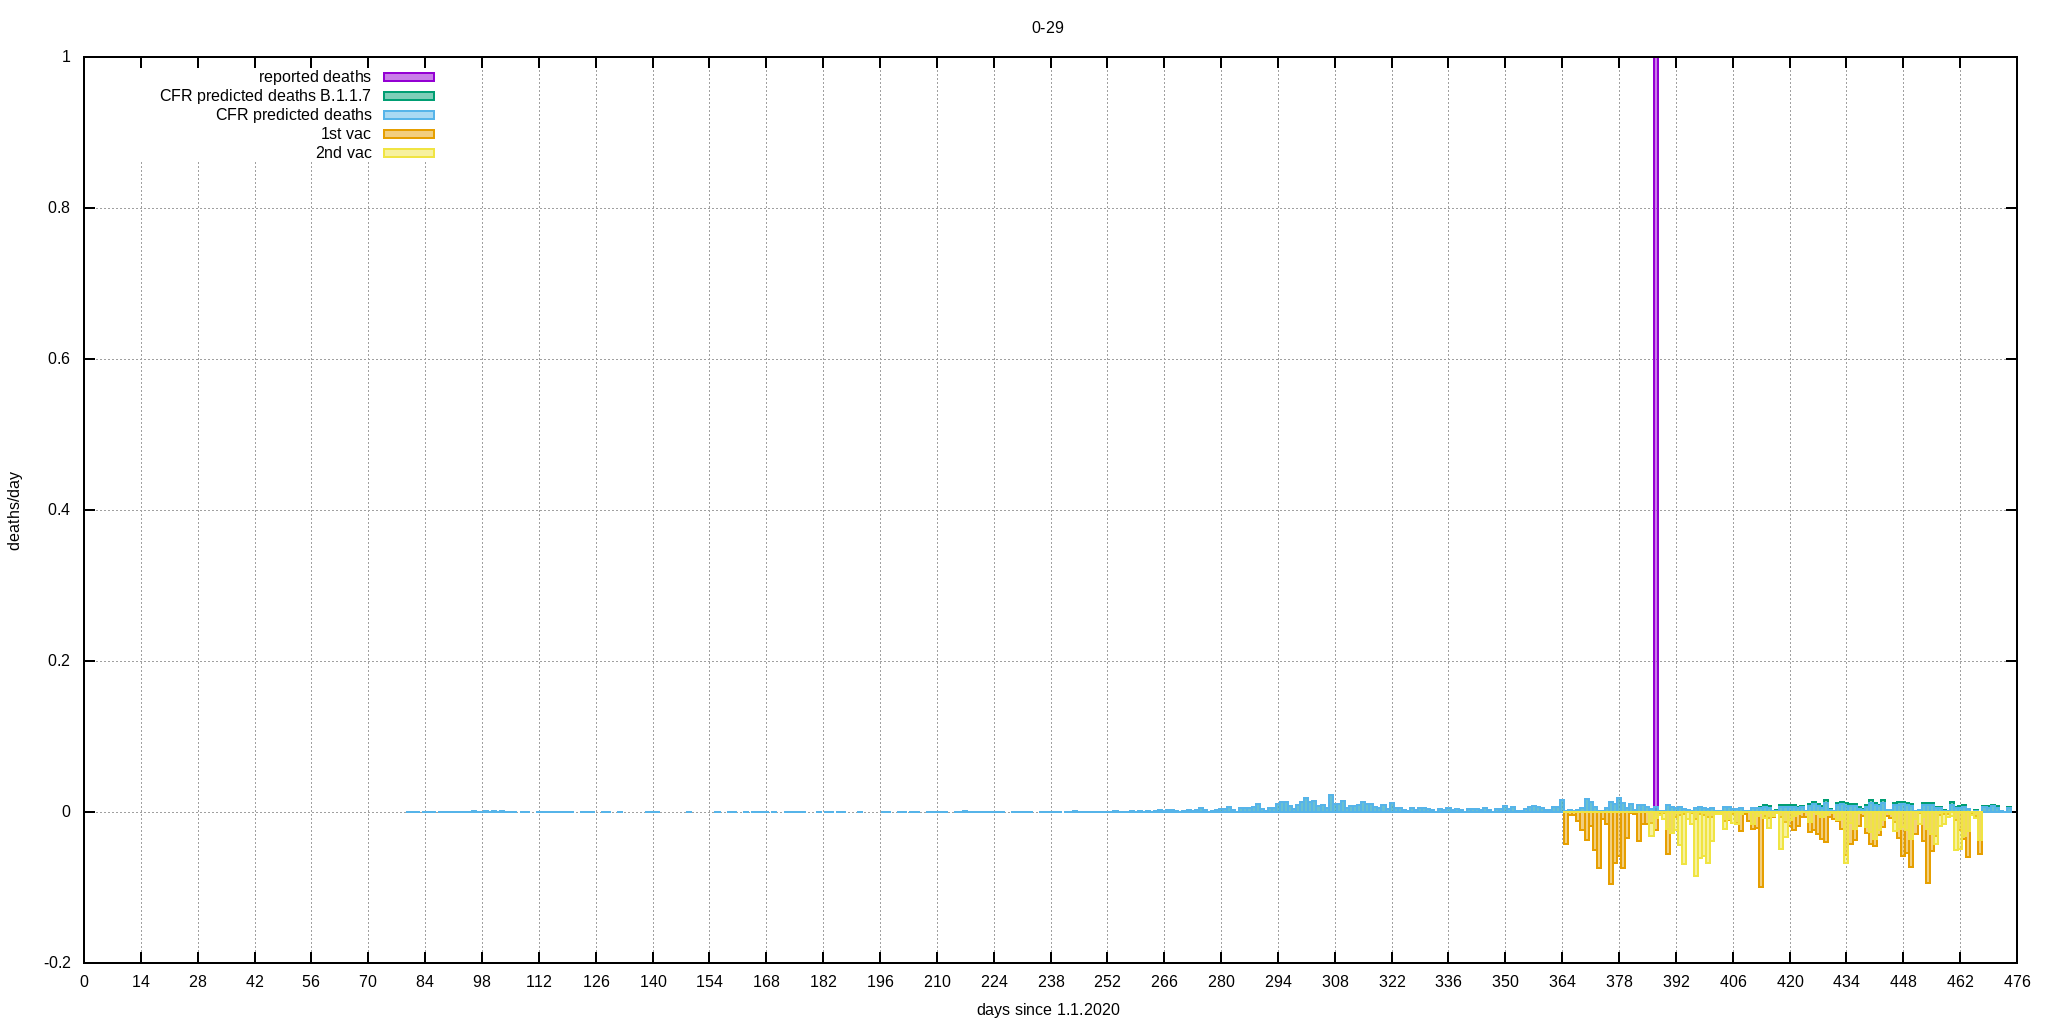 0-29
1
reported deaths
CFR predicted deaths B.1.1.7
CFR predicted deaths
1st vac
2nd vac
0.8
0.6
0.4
deaths/day
0.2
0
-0.2
0 14 28 42 56 70 84 98 112 126 140 154 168 182 196 210 224 238 252 266 280 294 308 322 336 350 364 378 392 406 420 434 448 462 476
days since 1.1.2020